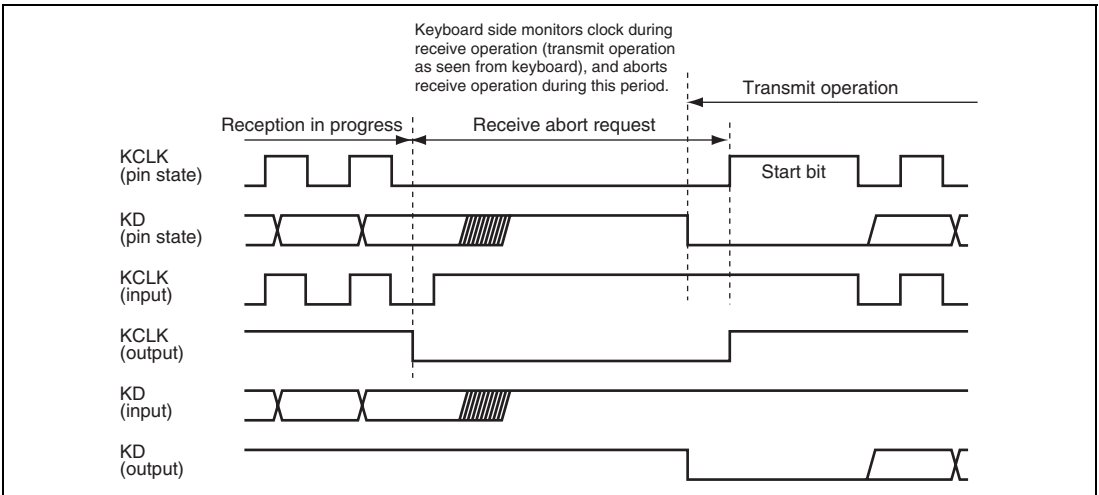 Keyboard side monitors clock during
receive operation (transmit operation
as seen from keyboard), and aborts
receive operation during this period.
Transmit operation
Reception in progress
Receive abort request
KCLK
(pin state)
Start bit
KD
(pin state)
KCLK
(input)
KCLK
(output)
KD
(input)
KD
(output)